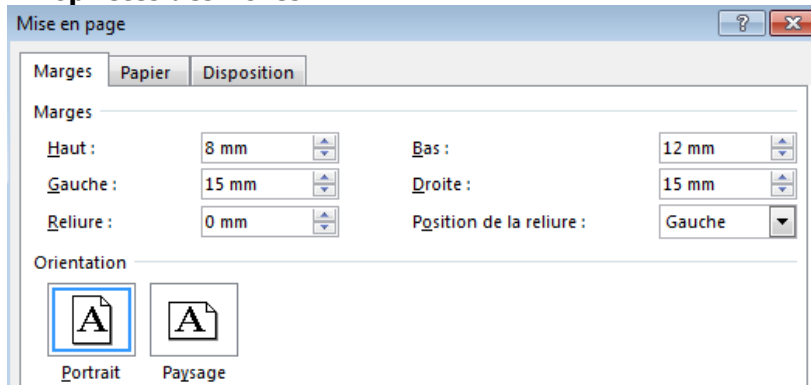 Mise en page
Marges Papier Disposition
Marges
Haut : 8 mm Bas : 12 mm
Gauche : 15 mm Droite : 15 mm
Reliure : 0 mm Position de la reliure : Gauche
Orientation
A A
Portrait Paysage